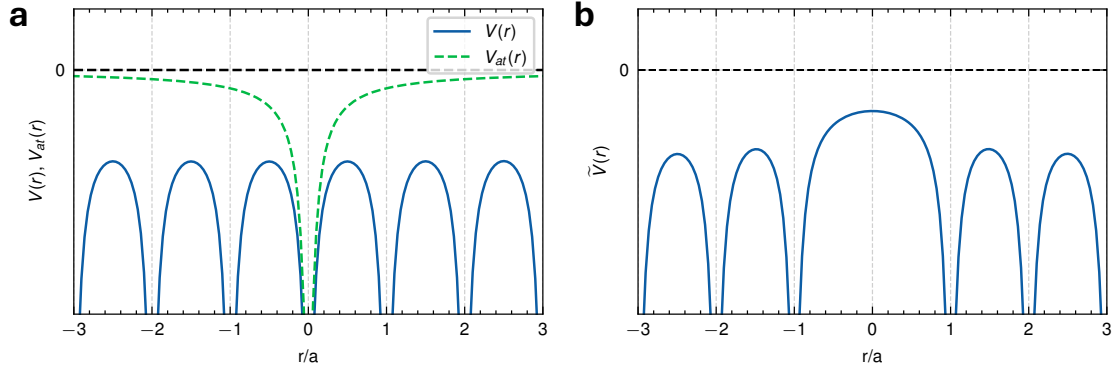 a
V(r)
V_at(r)
0
V(r), V_at(r)
−3 −2 −1 0 1 2 3
r/a
b
0
Ṽ(r)
−3 −2 −1 0 1 2 3
r/a